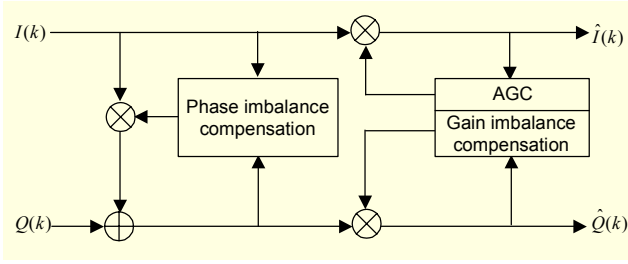 I(k)
Î(k)
Phase imbalance
compensation
AGC
Gain imbalance
compensation
Q(k)
Q̂(k)